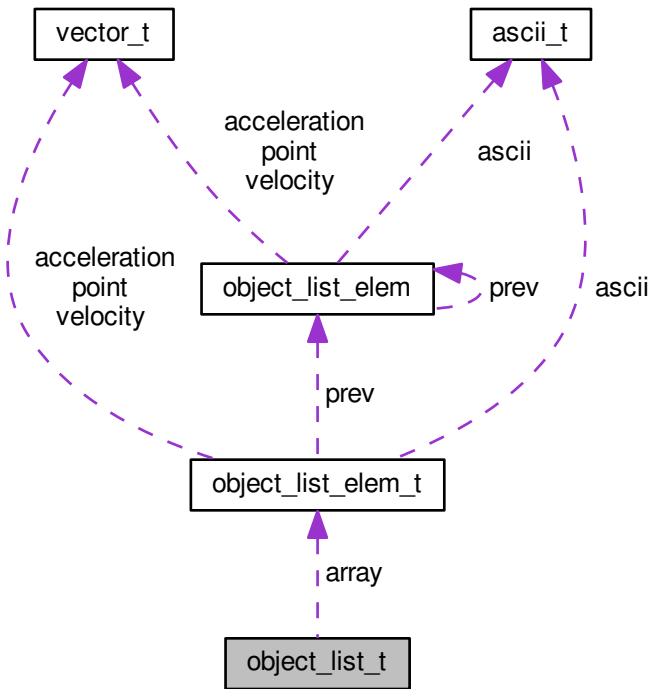 vector_t
ascii_t
acceleration
point
velocity
ascii
acceleration
point
velocity
object_list_elem
prev
ascii
prev
object_list_elem_t
array
object_list_t